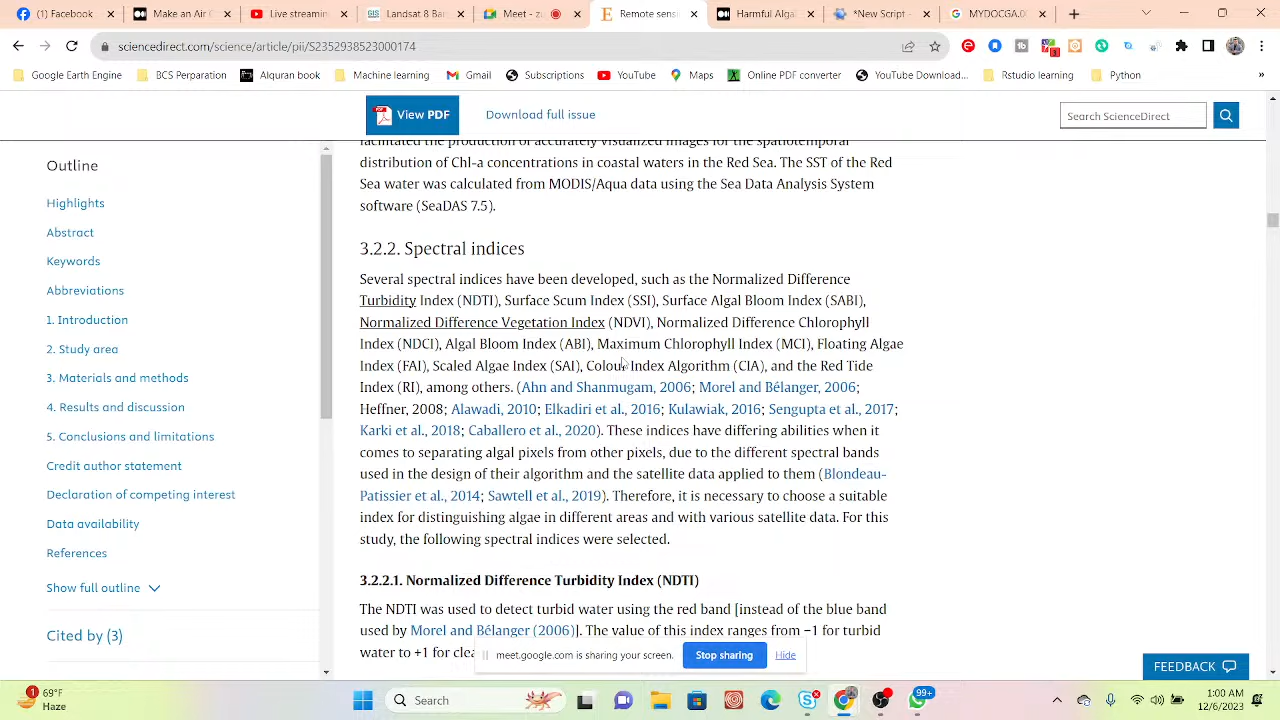 Facebook
Make an Air Q
Live streamin
Landsat 8 Ban
Meet - zu
Remote sensi
Harmful Alga
*New Script -
MYDOCGA.00
sciencedirect.com/science/article/pii/S2352938523000174
Google Earth Engine
BCS Perparation
Alquran book
Machine learning
Gmail
Subscriptions
YouTube
Maps
Online PDF converter
YouTube Download...
Rstudio learning
Python
View PDF
Download full issue
Search ScienceDirect
Outline
Highlights
Abstract
Keywords
Abbreviations
1. Introduction
2. Study area
3. Materials and methods
4. Results and discussion
5. Conclusions and limitations
Credit author statement
Declaration of competing interest
Data availability
References
Show full outline
Cited by (3)
facilitated the production of accurately visualized images for the spatiotemporal
distribution of Chl-a concentrations in coastal waters in the Red Sea. The SST of the Red
Sea water was calculated from MODIS/Aqua data using the Sea Data Analysis System
software (SeaDAS 7.5).
3.2.2. Spectral indices
Several spectral indices have been developed, such as the Normalized Difference
Turbidity Index (NDTI), Surface Scum Index (SSI), Surface Algal Bloom Index (SABI),
Normalized Difference Vegetation Index (NDVI), Normalized Difference Chlorophyll
Index (NDCI), Algal Bloom Index (ABI), Maximum Chlorophyll Index (MCI), Floating Algae
Index (FAI), Scaled Algae Index (SAI), Colour Index Algorithm (CIA), and the Red Tide
Index (RI), among others. (Ahn and Shanmugam, 2006; Morel and Bélanger, 2006;
Heffner, 2008; Alawadi, 2010; Elkadiri et al., 2016; Kulawiak, 2016; Sengupta et al., 2017;
Karki et al., 2018; Caballero et al., 2020). These indices have differing abilities when it
comes to separating algal pixels from other pixels, due to the different spectral bands
used in the design of their algorithm and the satellite data applied to them (Blondeau-
Patissier et al., 2014; Sawtell et al., 2019). Therefore, it is necessary to choose a suitable
index for distinguishing algae in different areas and with various satellite data. For this
study, the following spectral indices were selected.
3.2.2.1. Normalized Difference Turbidity Index (NDTI)
The NDTI was used to detect turbid water using the red band [instead of the blue band
used by Morel and Bélanger (2006)]. The value of this index ranges from −1 for turbid
water to +1 for clea
meet.google.com is sharing your screen.
Stop sharing
Hide
FEEDBACK
1
69°F
Haze
Search
99+
1:00 AM
12/6/2023